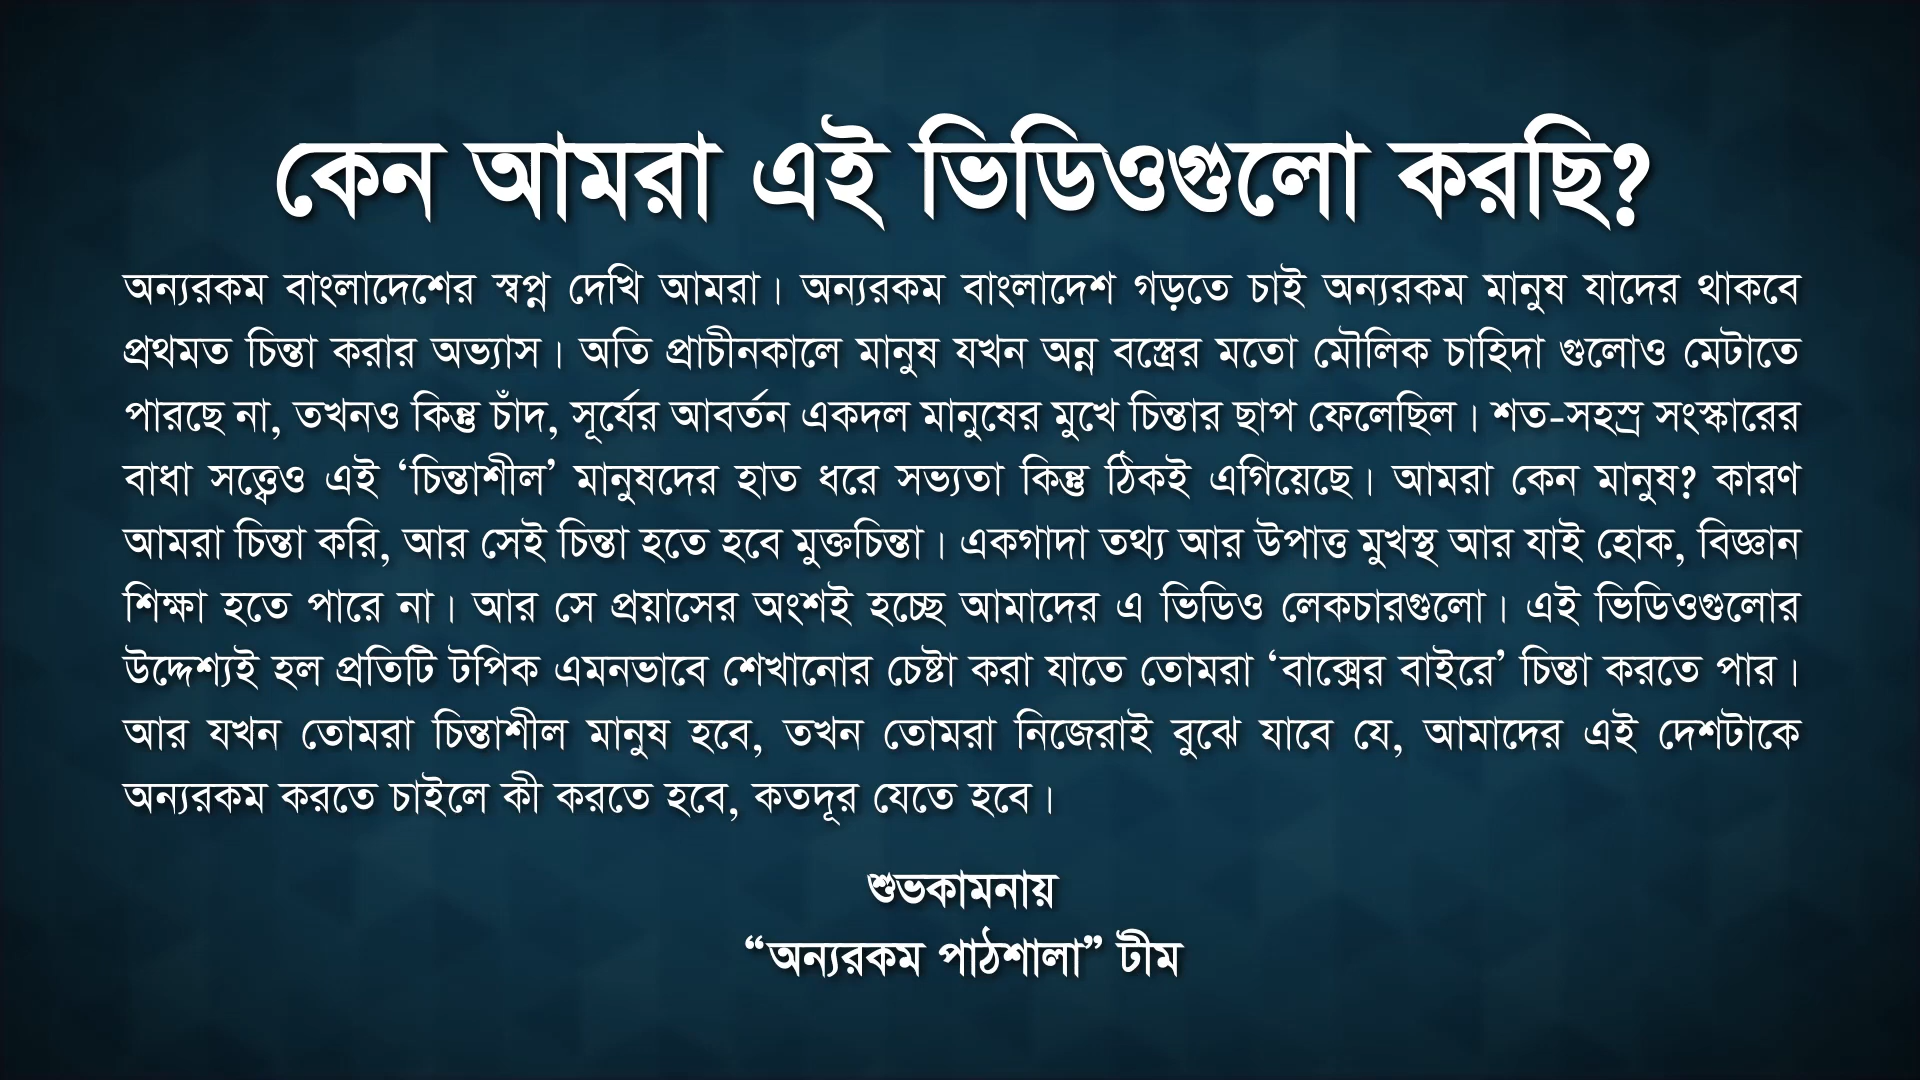 কেন আমরা এই ভিডিওগুলো করছি?
অন্যরকম বাংলাদেশের স্বপ্ন দেখি আমরা। অন্যরকম বাংলাদেশ গড়তে চাই অন্যরকম মানুষ যাদের থাকবে
প্রথমত চিন্তা করার অভ্যাস। অতি প্রাচীনকালে মানুষ যখন অন্ন বস্ত্রের মতো মৌলিক চাহিদা গুলোও মেটাতে
পারছে না, তখনও কিন্তু চাঁদ, সূর্যের আবর্তন একদল মানুষের মুখে চিন্তার ছাপ ফেলেছিল। শত-সহস্র সংস্কারের
বাধা সত্ত্বেও এই ‘চিন্তাশীল’ মানুষদের হাত ধরে সভ্যতা কিন্তু ঠিকই এগিয়েছে। আমরা কেন মানুষ? কারণ
আমরা চিন্তা করি, আর সেই চিন্তা হতে হবে মুক্তচিন্তা। একগাদা তথ্য আর উপাত্ত মুখস্থ আর যাই হোক, বিজ্ঞান
শিক্ষা হতে পারে না। আর সে প্রয়াসের অংশই হচ্ছে আমাদের এ ভিডিও লেকচারগুলো। এই ভিডিওগুলোর
উদ্দেশ্যই হল প্রতিটি টপিক এমনভাবে শেখানোর চেষ্টা করা যাতে তোমরা ‘বাক্সের বাইরে’ চিন্তা করতে পার।
আর যখন তোমরা চিন্তাশীল মানুষ হবে, তখন তোমরা নিজেরাই বুঝে যাবে যে, আমাদের এই দেশটাকে
অন্যরকম করতে চাইলে কী করতে হবে, কতদূর যেতে হবে।
শুভকামনায়
“অন্যরকম পাঠশালা” টীম